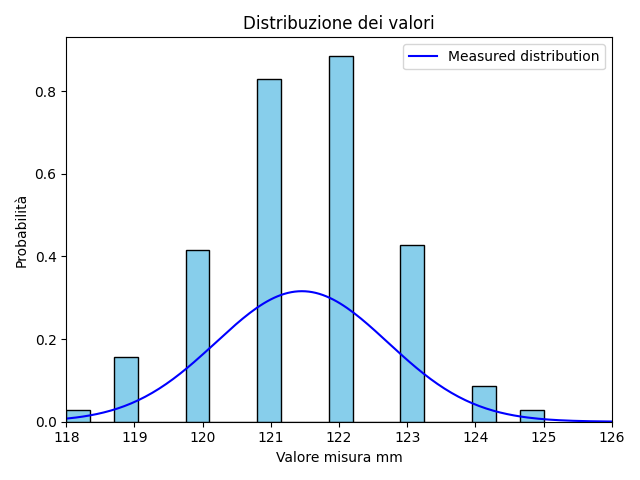 Distribuzione dei valori
Measured distribution
Probabilità
0.8
0.6
0.4
0.2
0.0
118 119 120 121 122 123 124 125 126
Valore misura mm